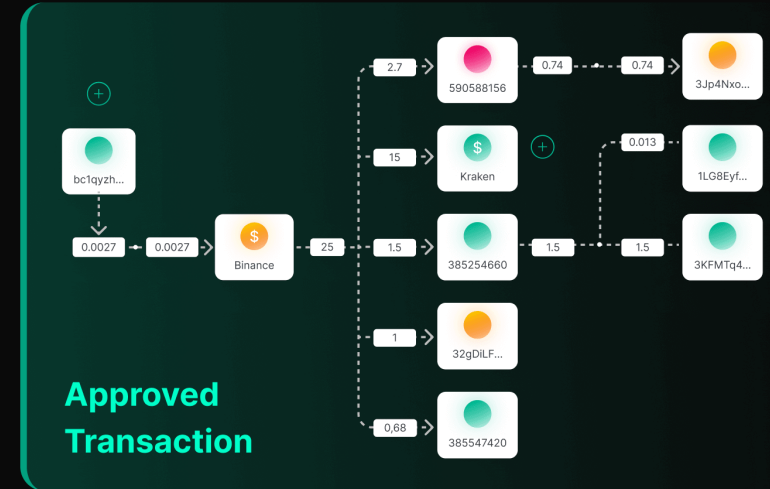 2.7
590588156
0.74
0.74
3Jp4Nxo...
bc1qyzh...
15
$
Kraken
0.013
1LG8Eyf...
0.0027
0.0027
$
Binance
25
1.5
385254660
1.5
1.5
3KFMTq4...
1
32gDiLF...
0,68
385547420
Approved
Transaction